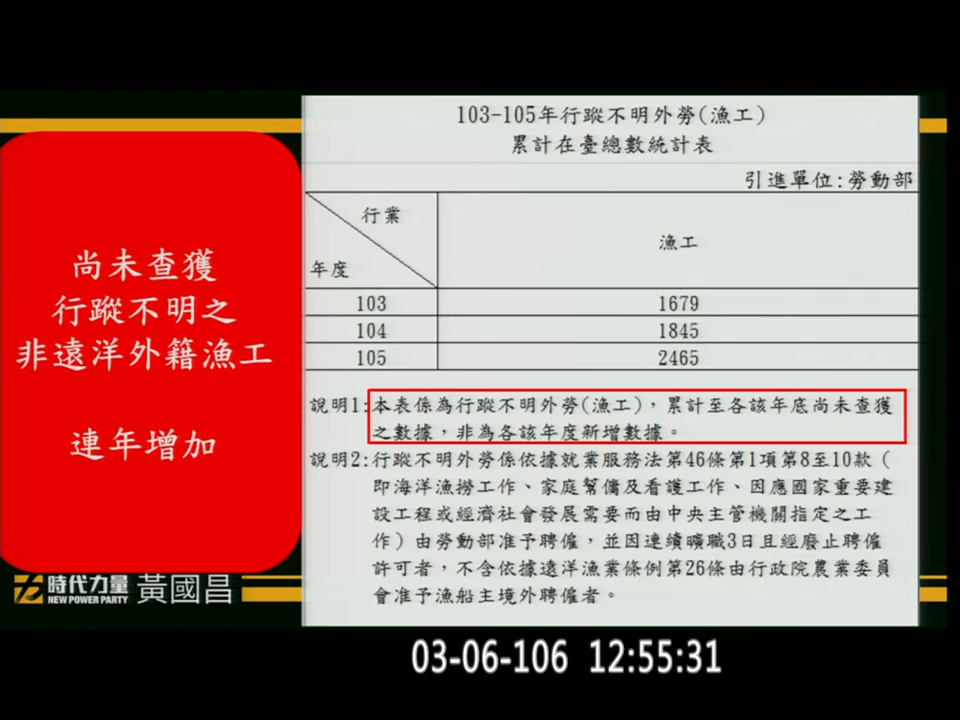 103-105年行蹤不明外勞(漁工)
累計在臺總數統計表
引進單位:勞動部
行業
年度
漁工
103 1679
104 1845
105 2465
說明1:本表係為行蹤不明外勞(漁工)，累計至各該年底尚未查獲
之數據，非為各該年度新增數據。
說明2:行蹤不明外勞係依據就業服務法第46條第1項第8至10款(
即海洋漁撈工作、家庭幫傭及看護工作、因應國家重要建
設工程或經濟社會發展需要而由中央主管機關指定之工
作)由勞動部准予聘僱，並因連續曠職3日且經廢止聘僱
許可者，不含依據遠洋漁業條例第26條由行政院農業委員
會准予漁船主境外聘僱者。
尚未查獲
行蹤不明之
非遠洋外籍漁工
連年增加
時代力量 黃國昌
NEW POWER PARTY
03-06-106 12:55:31